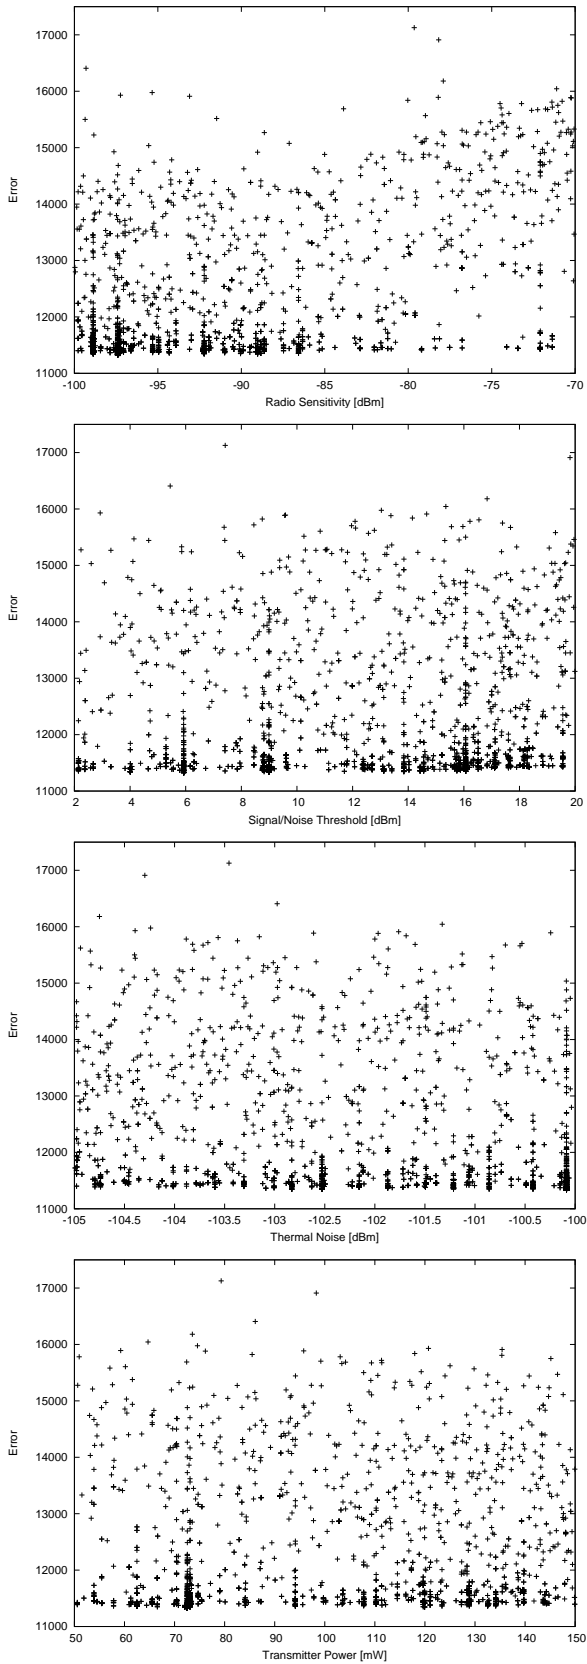 17000
16000
15000
14000
13000
12000
11000
Error
-100 -95 -90 -85 -80 -75 -70
Radio Sensitivity [dBm]
17000
16000
15000
14000
13000
12000
11000
Error
2 4 6 8 10 12 14 16 18 20
Signal/Noise Threshold [dBm]
17000
16000
15000
14000
13000
12000
11000
Error
-105 -104.5 -104 -103.5 -103 -102.5 -102 -101.5 -101 -100.5 -100
Thermal Noise [dBm]
17000
16000
15000
14000
13000
12000
11000
Error
50 60 70 80 90 100 110 120 130 140 150
Transmitter Power [mW]